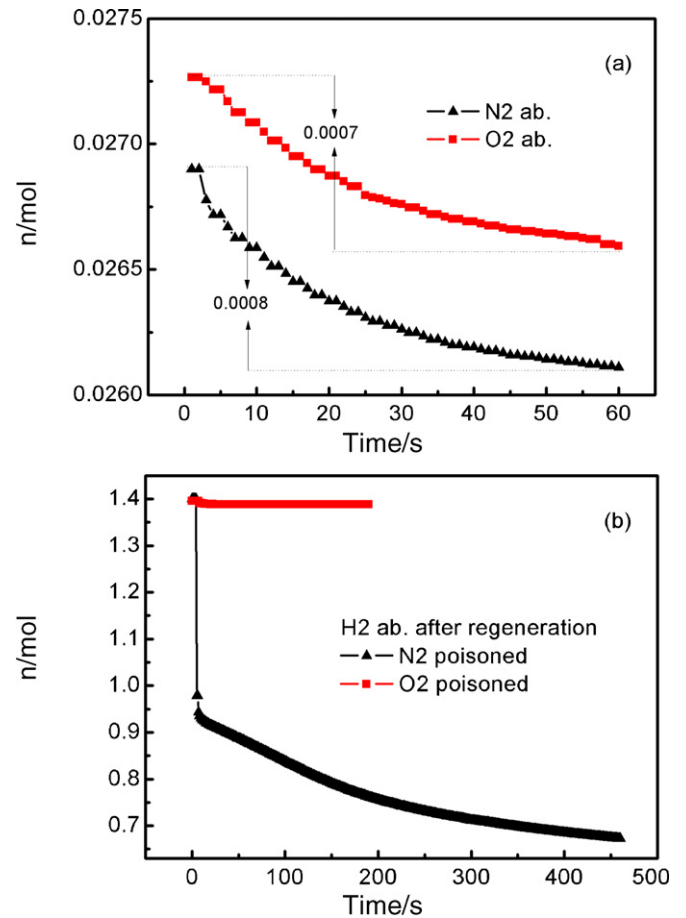 0.0275
(a)
N2 ab.
O2 ab.
0.0270
0.0007
n/mol
0.0265
0.0008
0.0260
0 10 20 30 40 50 60
Time/s
1.4
(b)
1.3
1.2
H2 ab. after regeneration
1.1
N2 poisoned
n/mol
1.0
O2 poisoned
0.9
0.8
0.7
0 100 200 300 400 500
Time/s